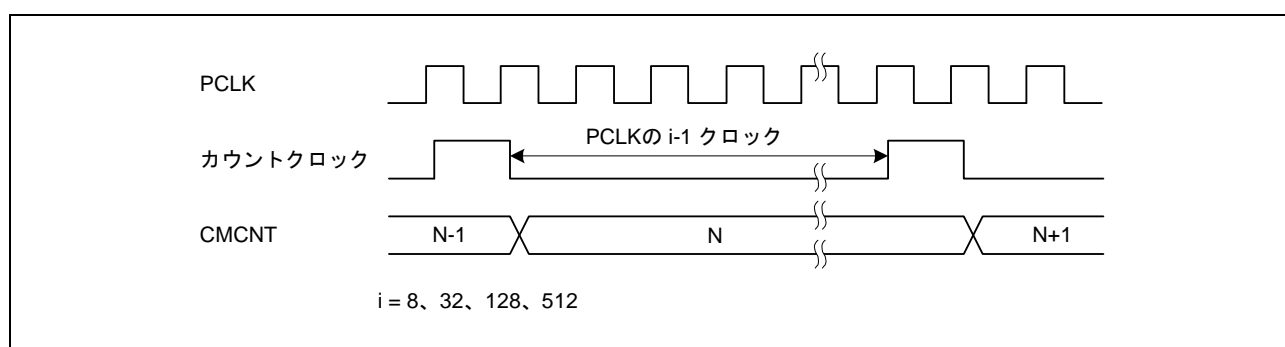 PCLK
PCLKの i-1 クロック
カウントクロック
CMCNT N-1 N N+1
i = 8、32、128、512